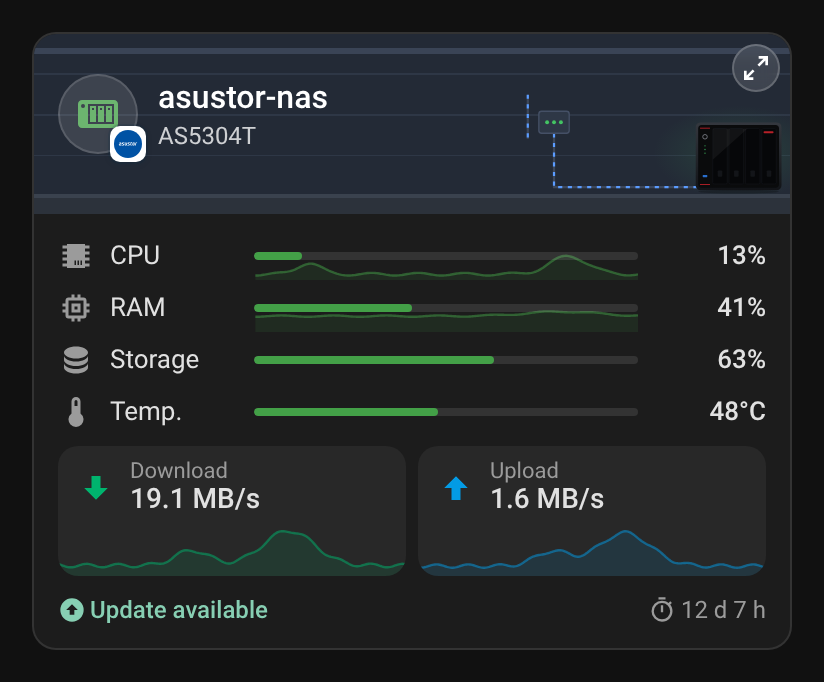 asustor-nas
AS5304T
asustor
CPU 13%
RAM 41%
Storage 63%
Temp. 48°C
Download
19.1 MB/s
Upload
1.6 MB/s
Update available
12 d 7 h